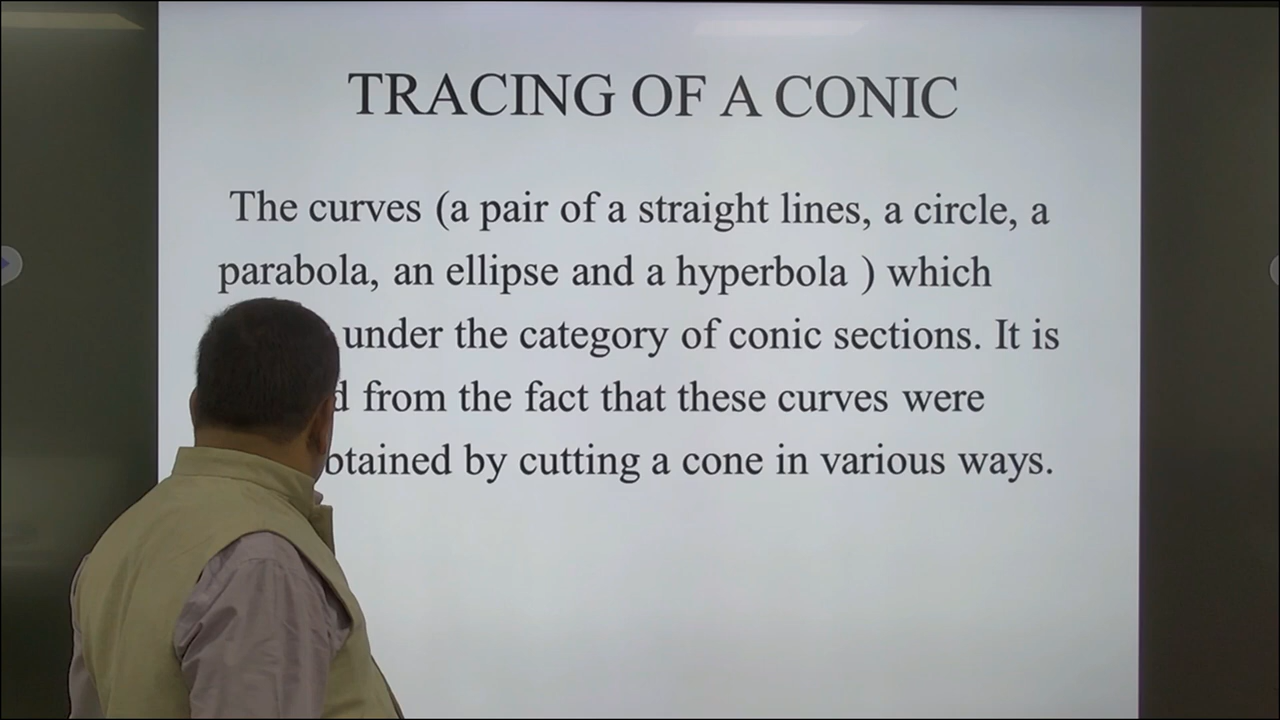 TRACING OF A CONIC
The curves (a pair of a straight lines, a circle, a
parabola, an ellipse and a hyperbola ) which
under the category of conic sections. It is
from the fact that these curves were
by cutting a cone in various ways.